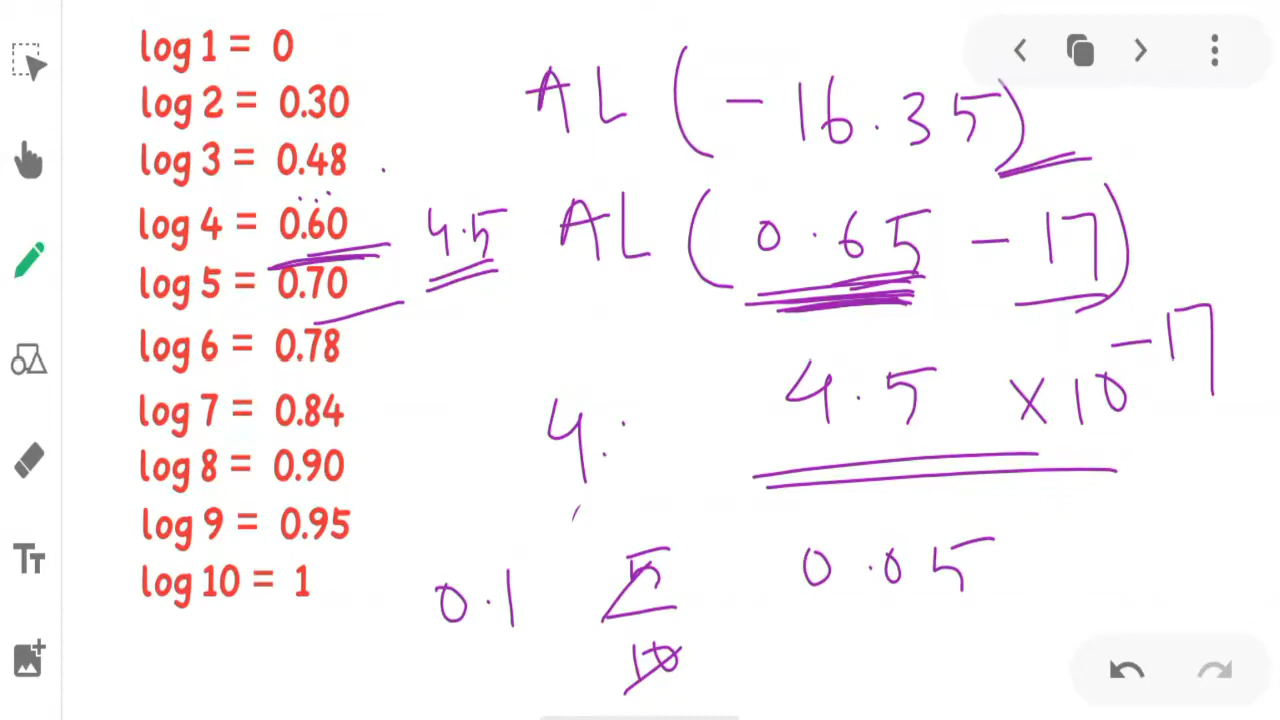 log 1 = 0
log 2 = 0.30
log 3 = 0.48
log 4 = 0.60
log 5 = 0.70
log 6 = 0.78
log 7 = 0.84
log 8 = 0.90
log 9 = 0.95
log 10 = 1
AL (-16.35)
4.5 AL (0.65 - 17)
4.5 × 10⁻¹⁷
4.
0.1 5 0.05
10
Tт